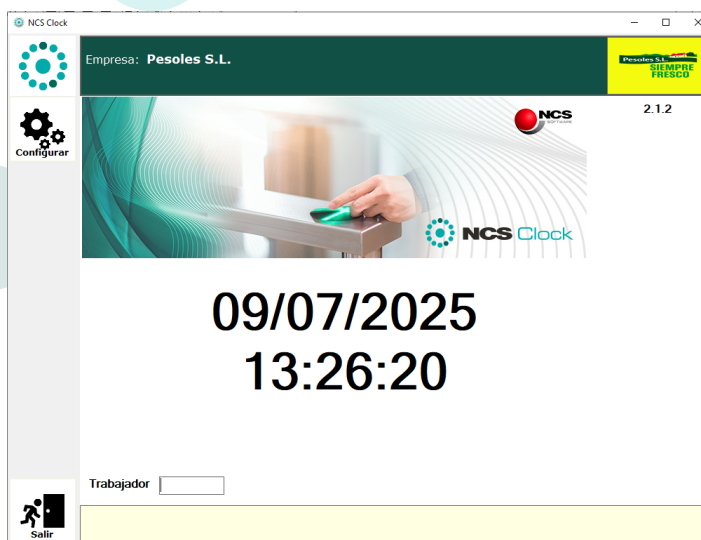 NCS Clock
Empresa: Pesoles S.L.
Pesoles S.L.
SIEMPRE
FRESCO
2.1.2
NCS
SOFTWARE
Configurar
NCS Clock
09/07/2025
13:26:20
Trabajador
Salir